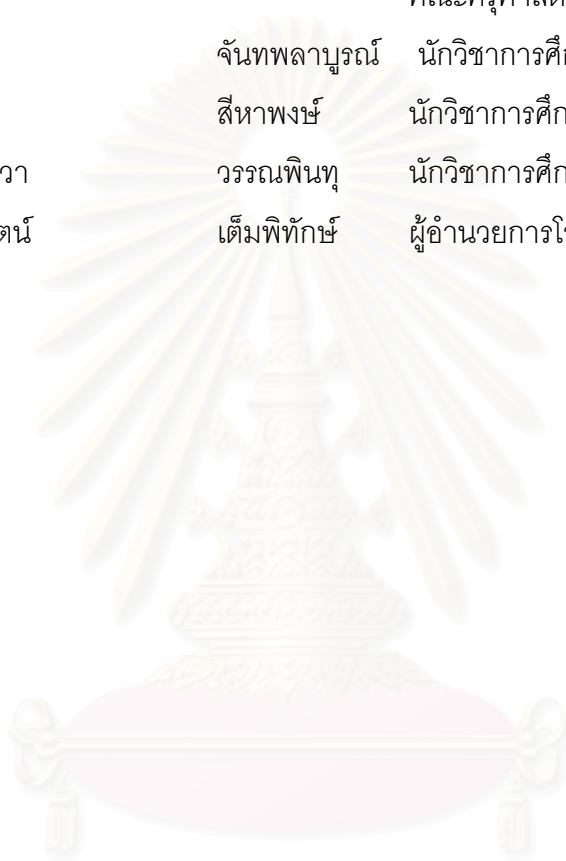 จันทพลาบูรณ์ นักวิชาการศึ
สีหาพงษ์ นักวิชาการศึก
วา วรรณพินทุ นักวิชาการศึก
ตน์ เต็มพิทักษ์ ผู้อำนวยการโร